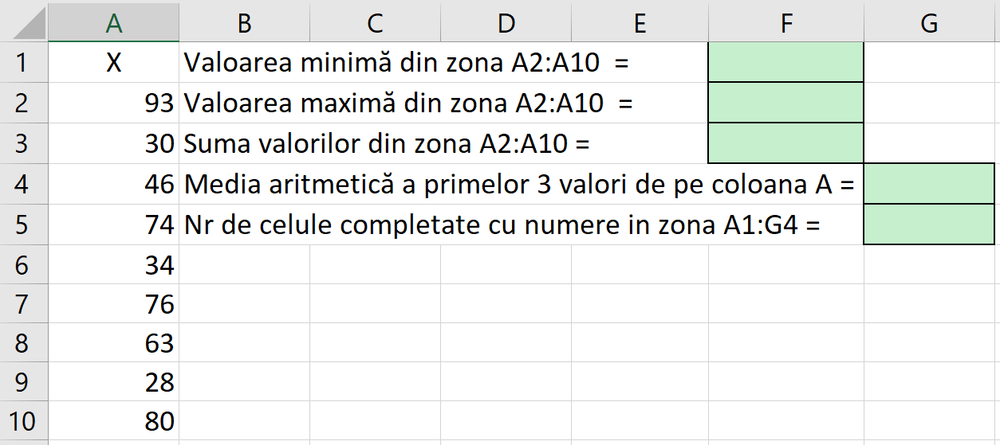 A B C D E F G
1 X Valoarea minimă din zona A2:A10 =
2 93 Valoarea maximă din zona A2:A10 =
3 30 Suma valorilor din zona A2:A10 =
4 46 Media aritmetică a primelor 3 valori de pe coloana A =
5 74 Nr de celule completate cu numere in zona A1:G4 =
6 34
7 76
8 63
9 28
10 80